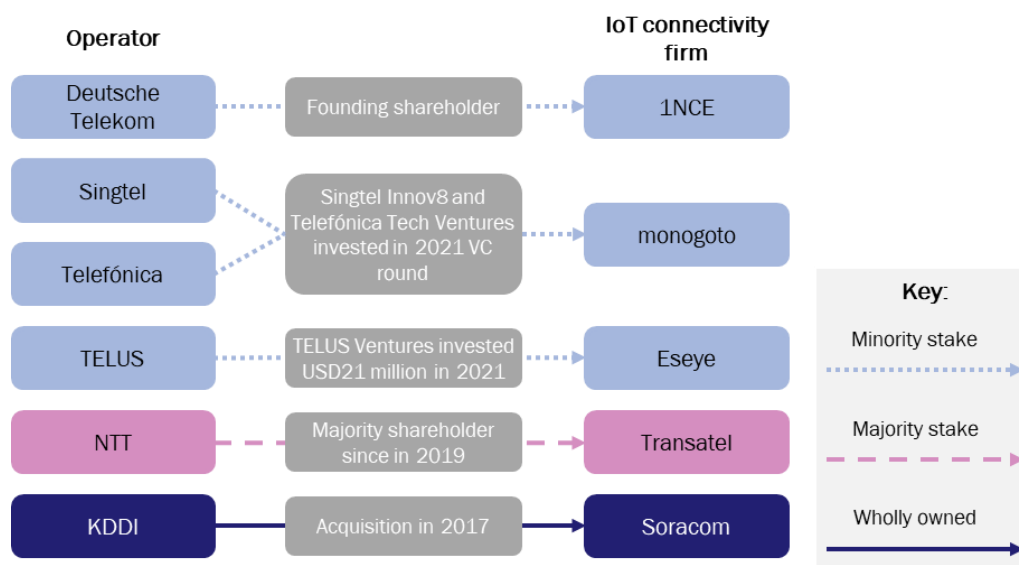 Operator
IoT connectivity
firm
Deutsche
Telekom
Founding shareholder
1NCE
Singtel
Telefónica
Singtel Innov8 and
Telefónica Tech Ventures
invested in 2021 VC
round
monogoto
TELUS
TELUS Ventures invested
USD21 million in 2021
Eseye
NTT
Majority shareholder
since in 2019
Transatel
KDDI
Acquisition in 2017
Soracom
Key:
Minority stake
Majority stake
Wholly owned